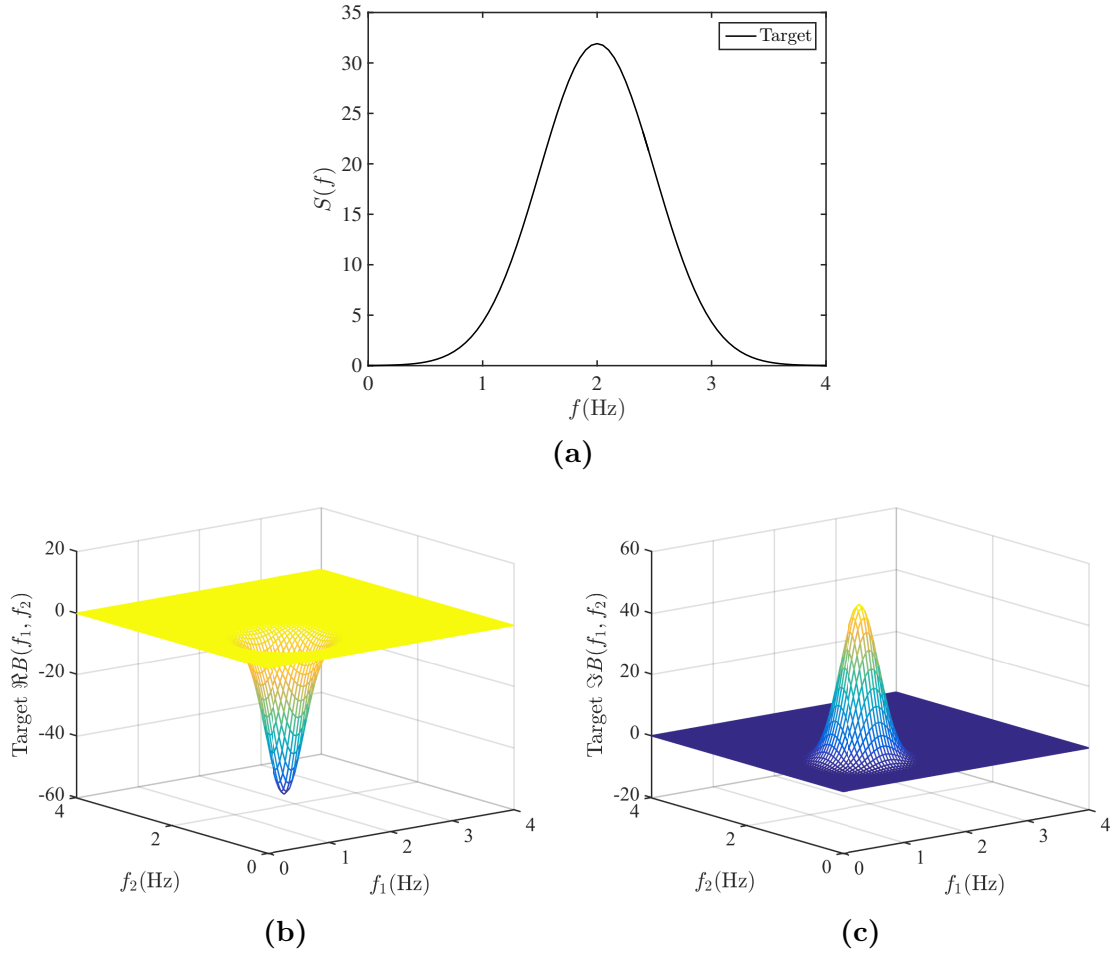 35
Target
30
25
20
15
10
5
0
S(f)
0 1 2 3 4
f(Hz)
(a)
20
0
-20
-40
-60
Target ℜB(f₁, f₂)
4 2 0
f₂(Hz)
0 1 2 3 4
f₁(Hz)
(b)
60
40
20
0
-20
Target ℑB(f₁, f₂)
4 2 0
f₂(Hz)
0 1 2 3 4
f₁(Hz)
(c)